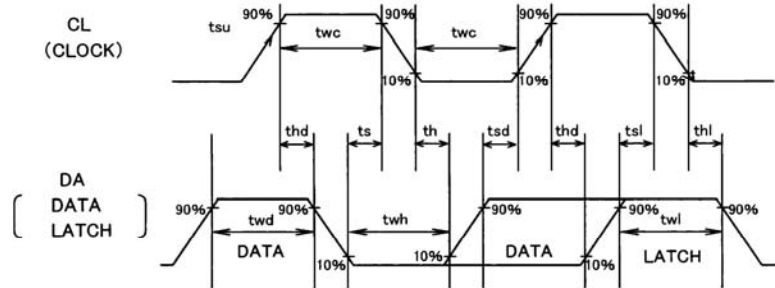 CL
(CLOCK)
tsu
90%
twc
90%
twc
90%
90%
10%
10%
10%
thd
ts
th
tsd
thd
tsl
thl
DA
DATA
LATCH
90%
twd
90%
twh
90%
90%
twl
90%
DATA
10%
10%
DATA
10%
LATCH